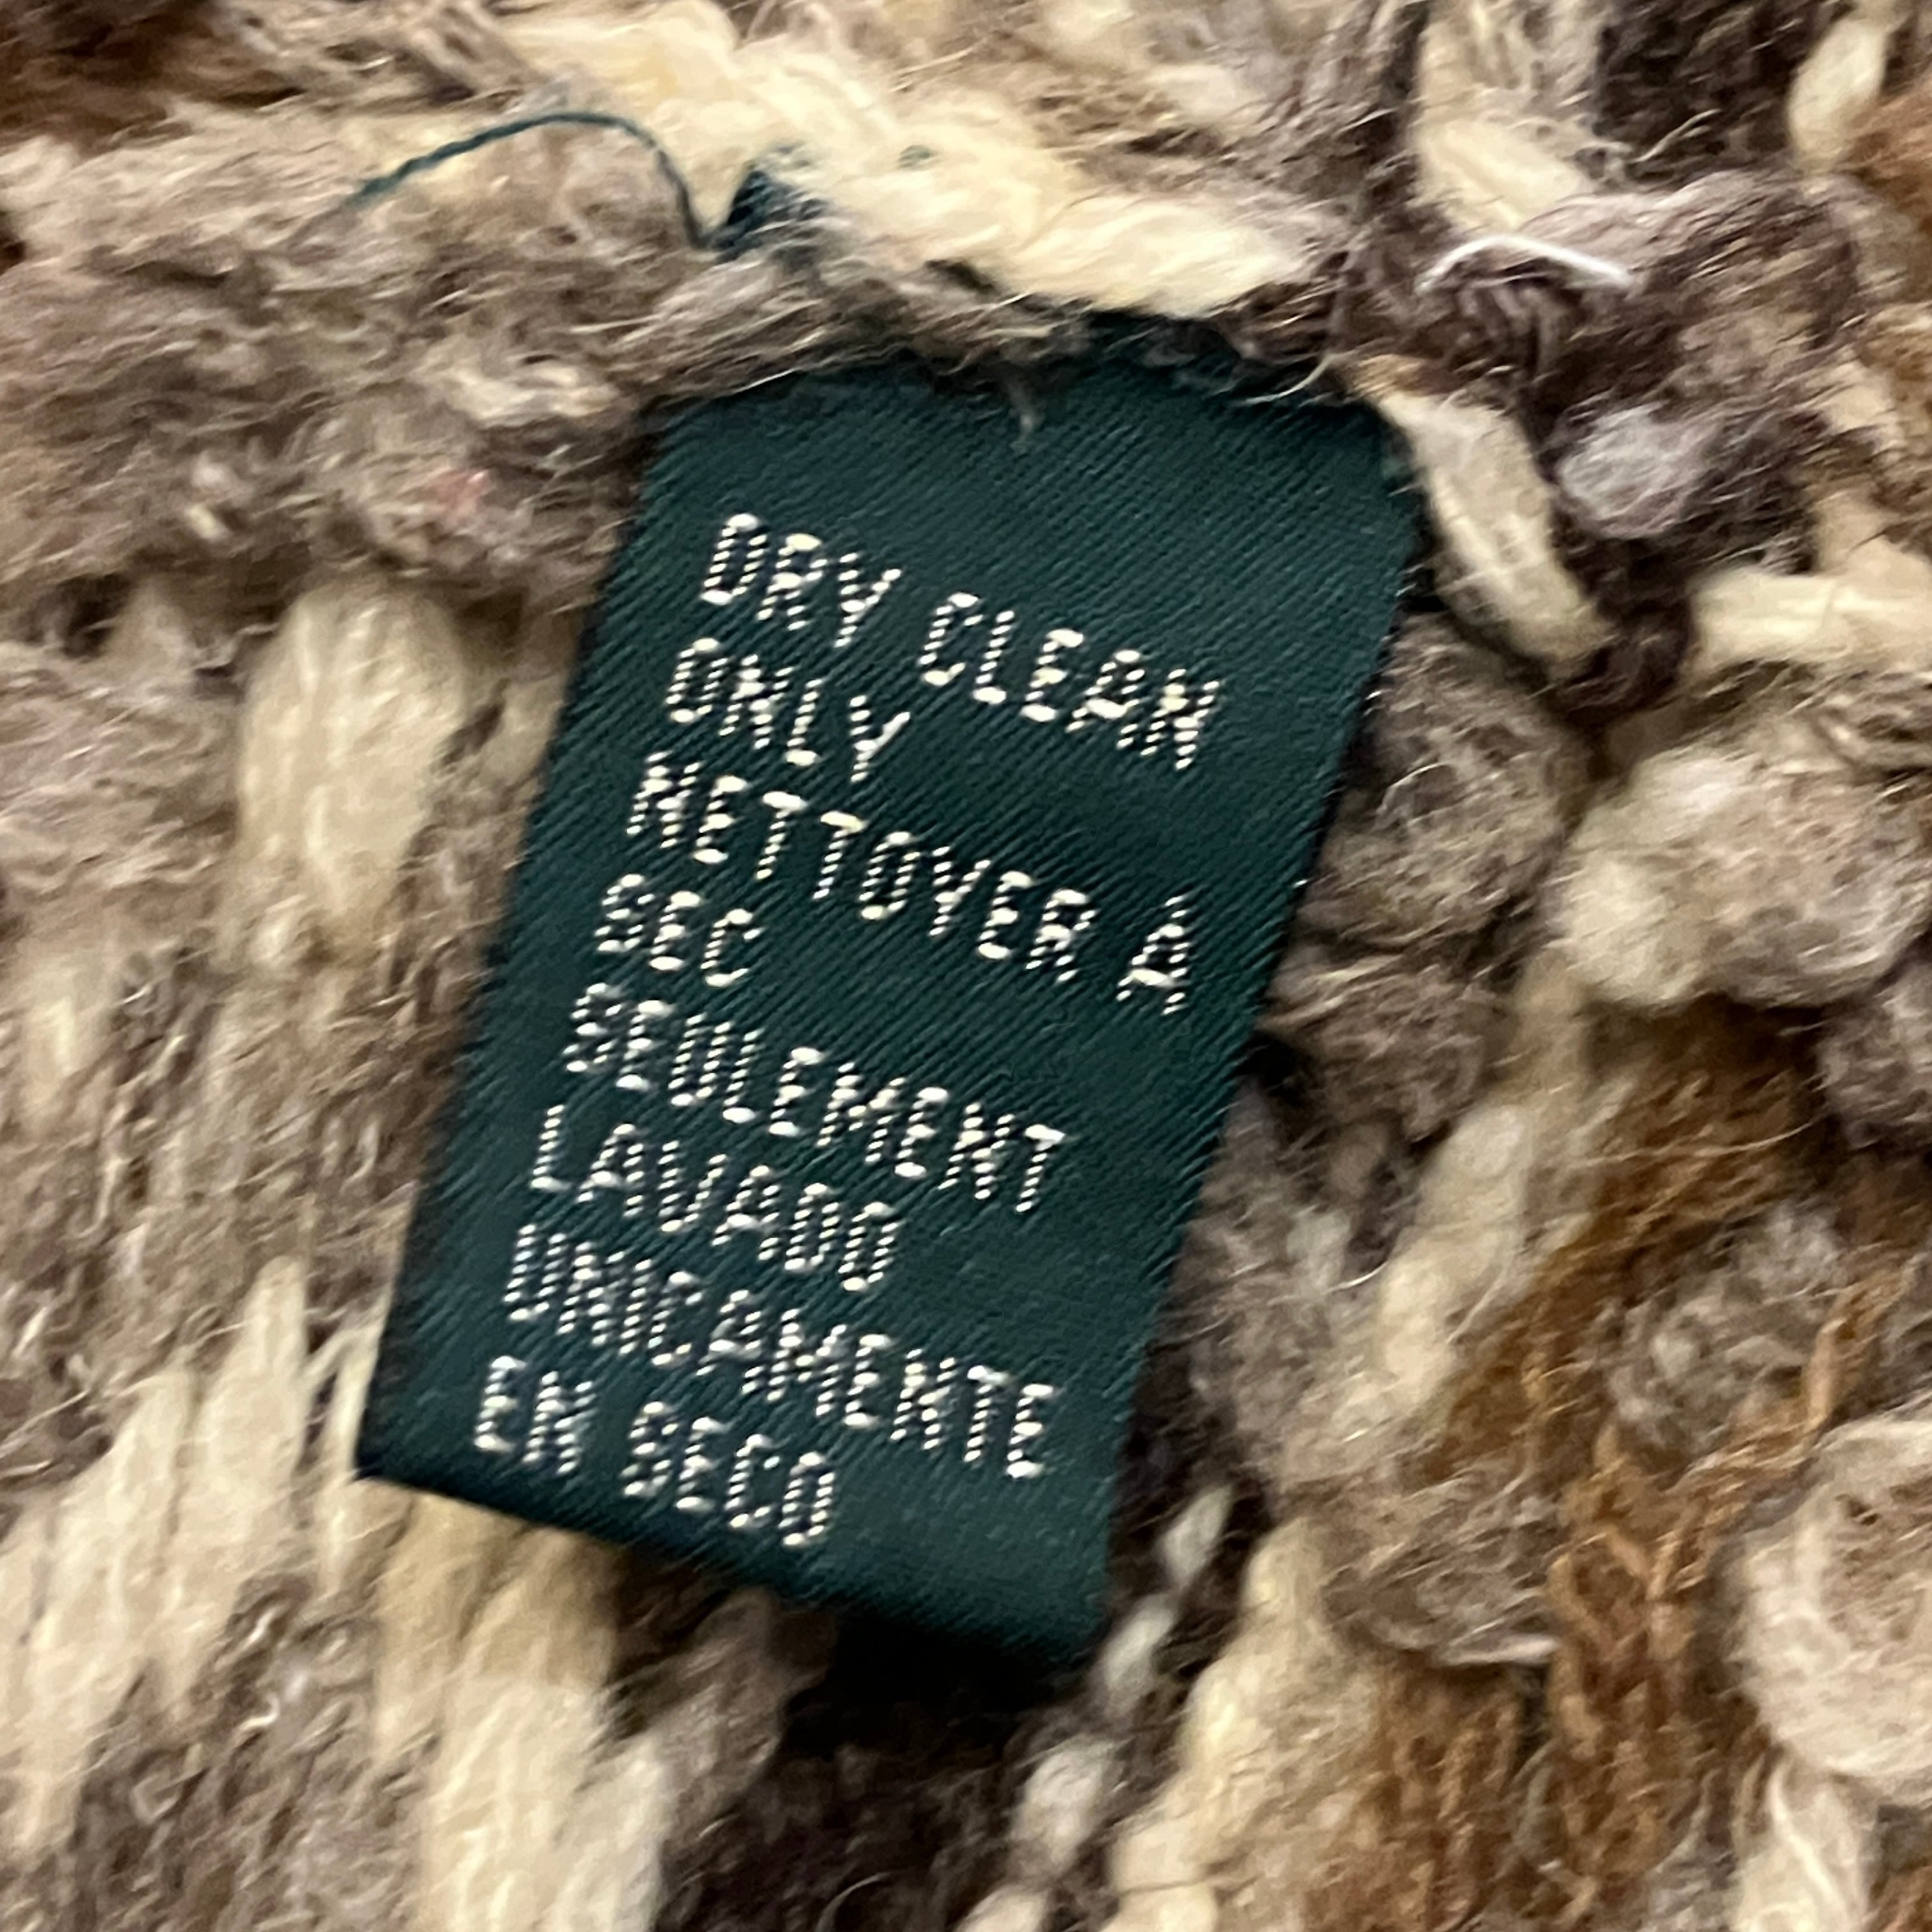 DRY CLEAN
ONLY
NETTOYER A
SEC
SEULEMENT
LAVADO
UNICAMENTE
EN SECO